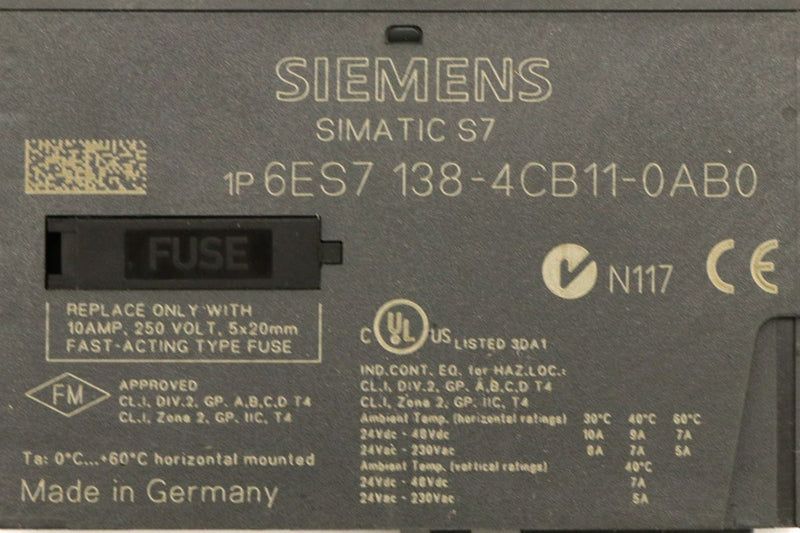 SIEMENS
SIMATIC S7
1P 6ES7 138-4CB11-0AB0
FUSE
N117
CE
REPLACE ONLY WITH
10AMP, 250 VOLT, 5x20mm
FAST-ACTING TYPE FUSE
C UL US LISTED 3DA1
IND.CONT. EQ. for HAZ.LOC.:
CL.I, DIV.2, GP. A,B,C,D T4
CL.I, Zone 2, GP. IIC, T4
FM APPROVED
CL.I, DIV.2, GP. A,B,C,D T4
CL.I, Zone 2, GP. IIC, T4
Ambient Temp. (horizontal ratings) 30°C 40°C 60°C
24Vdc - 48Vdc 10A 9A 7A
24Vac - 230Vac 8A 7A 5A
Ambient Temp. (vertical ratings) 40°C
24Vdc - 48Vdc 7A
24Vac - 230Vac 5A
Ta: 0°C...+60°C horizontal mounted
Made in Germany